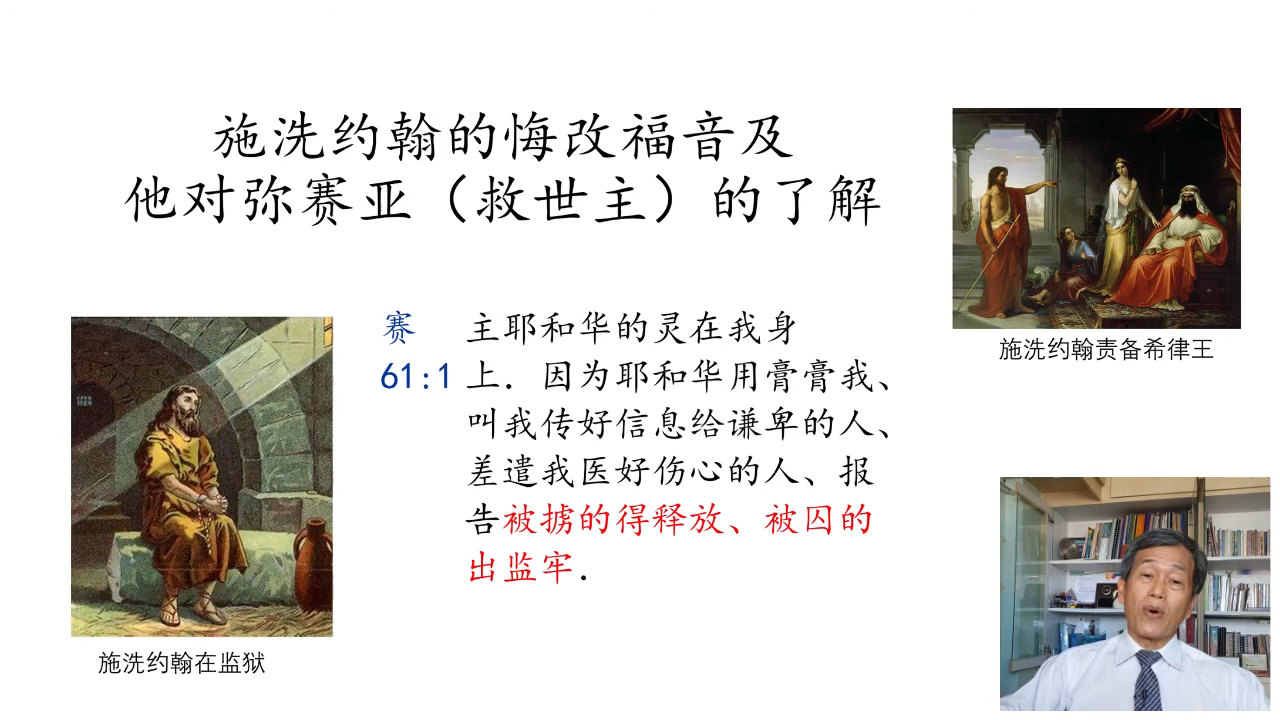 施洗约翰的悔改福音及
他对弥赛亚（救世主）的了解
施洗约翰责备希律王
赛 主耶和华的灵在我身
61:1 上．因为耶和华用膏膏我、
叫我传好信息给谦卑的人、
差遣我医好伤心的人、报
告被掳的得释放、被囚的
出监牢．
施洗约翰在监狱